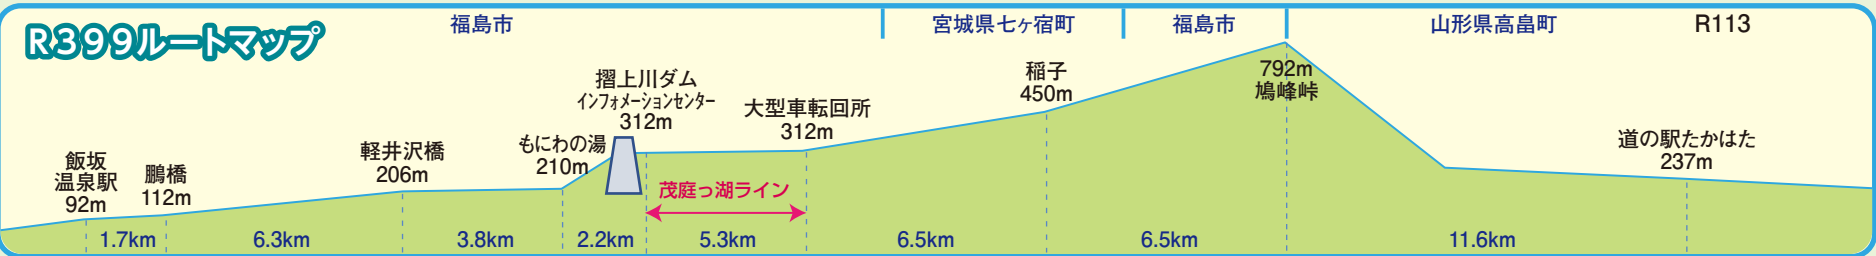 R399ルートマップ
福島市
宮城県七ヶ宿町
福島市
山形県高畠町
R113
飯坂
温泉駅
92m
鵬橋
112m
軽井沢橋
206m
もにわの湯
210m
摺上川ダム
インフォメーションセンター
312m
大型車転回所
312m
稲子
450m
792m
鳩峰峠
道の駅たかはた
237m
茂庭っ湖ライン
1.7km
6.3km
3.8km
2.2km
5.3km
6.5km
6.5km
11.6km